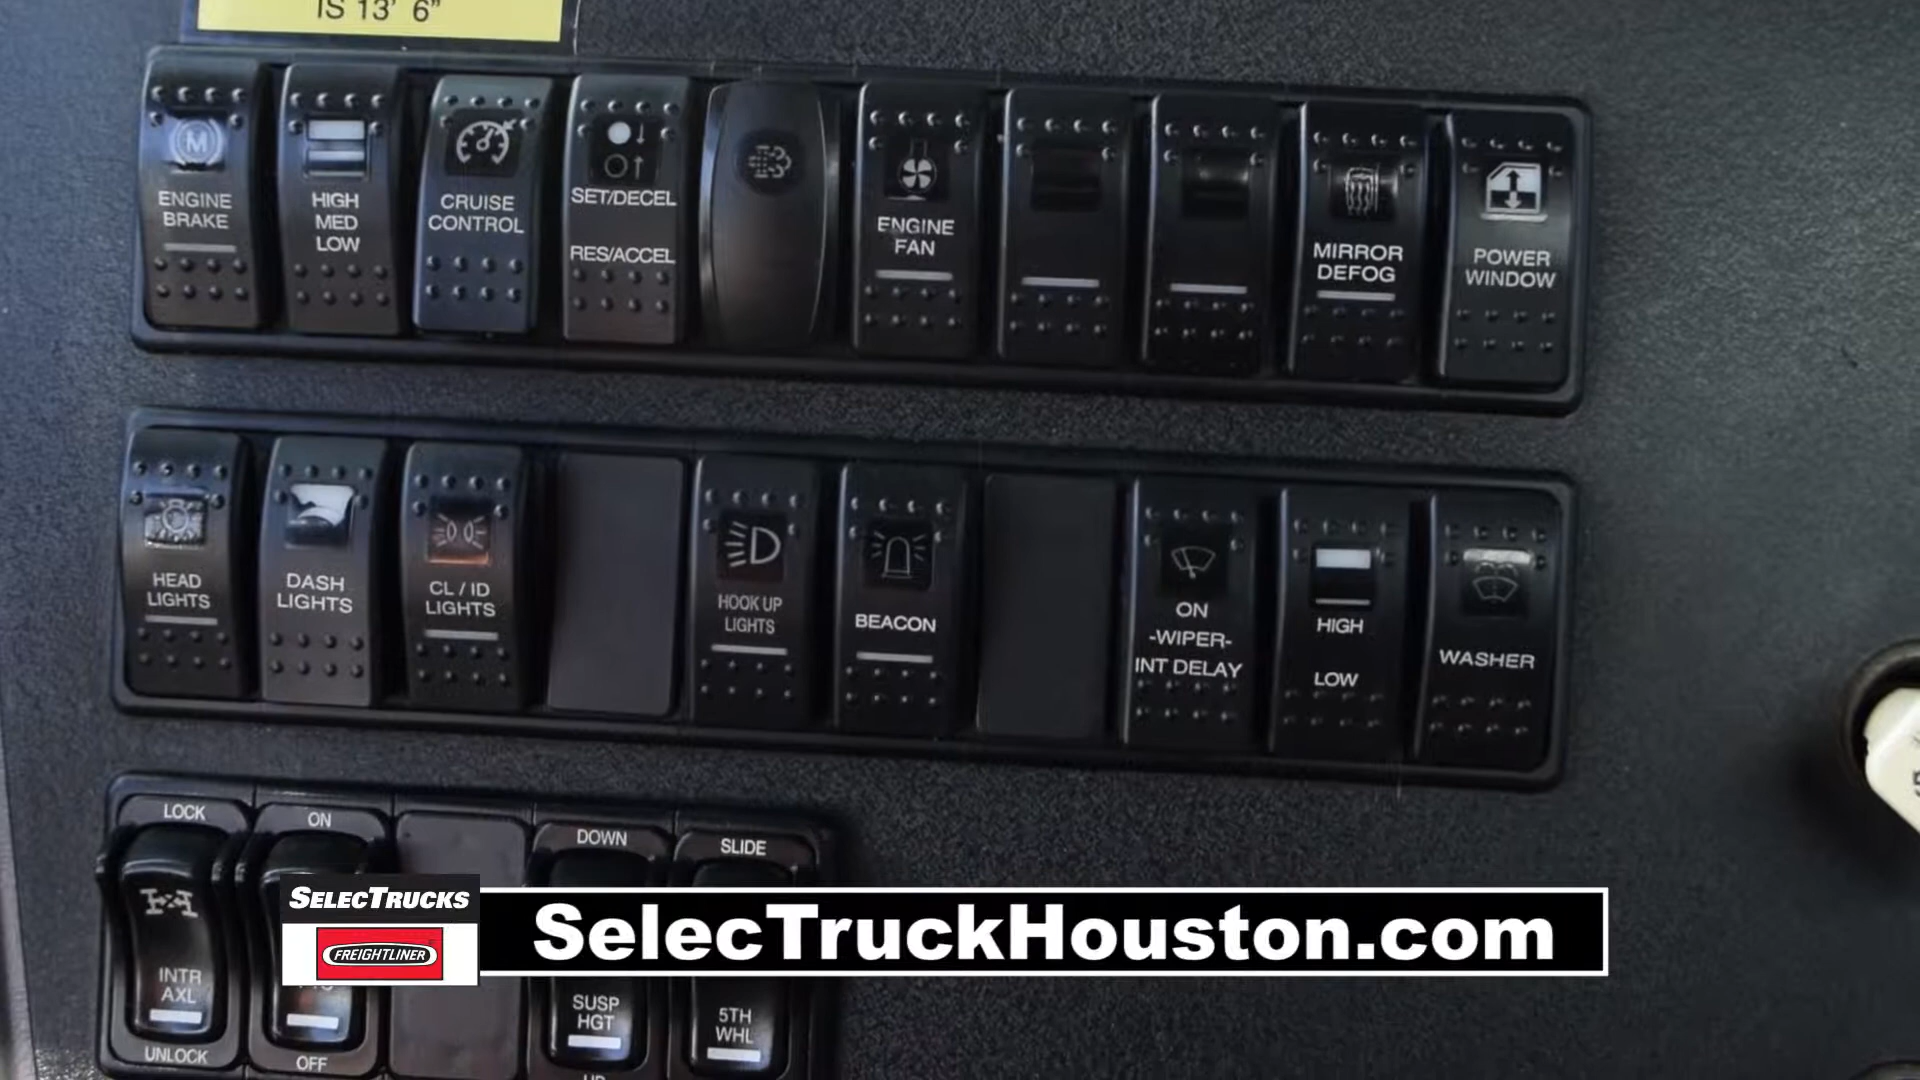 IS 13' 6"
M
ENGINE
BRAKE
HIGH
MED
LOW
CRUISE
CONTROL
SET/DECEL
RES/ACCEL
ENGINE
FAN
MIRROR
DEFOG
POWER
WINDOW
HEAD
LIGHTS
DASH
LIGHTS
CL / ID
LIGHTS
HOOK UP
LIGHTS
BEACON
ON
-WIPER-
INT DELAY
HIGH
LOW
WASHER
LOCK
INTR
AXL
UNLOCK
ON
OFF
DOWN
SUSP
HGT
SLIDE
5TH
WHL
SELECTRUCKS
FREIGHTLINER
SelecTruckHouston.com